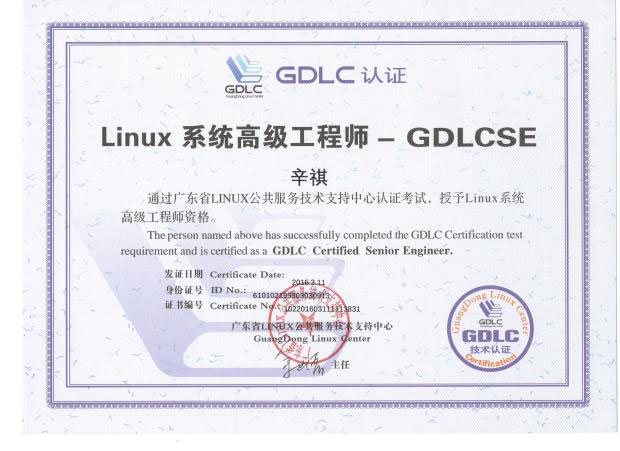 GDLC
GuangDong Linux Center
GDLC 认证
Linux 系统高级工程师 – GDLCSE
辛祺
通过广东省LINUX公共服务技术支持中心认证考试，授予Linux系统
高级工程师资格。
The person named above has successfully completed the GDLC Certification test
requirement and is certified as a GDLC Certified Senior Engineer.
发证日期 Certificate Date: 2016.3.11
身份证号 ID No.: 610102199303030913
证书编号 Certificate No.: 102201603111113831
广东省LINUX公共服务技术支持中心
GuangDong Linux Center
主任
GuangDong Linux Center
GDLC
GDLC
技术认证
Certification